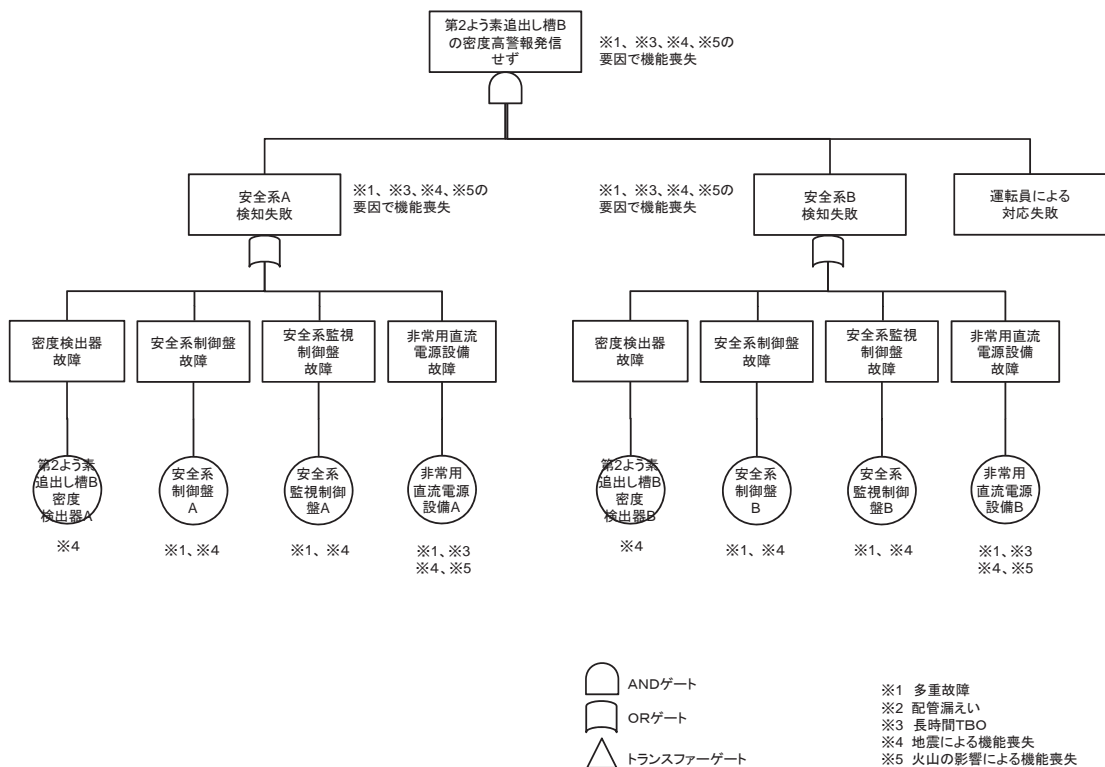 第2よう素追出し槽B
の密度高警報発信
せず
※1、※3、※4、※5の
要因で機能喪失
安全系A
検知失敗
※1、※3、※4、※5の
要因で機能喪失
※1、※3、※4、※5の
要因で機能喪失
安全系B
検知失敗
運転員による
対応失敗
密度検出器
故障
安全系制御盤
故障
安全系監視
制御盤
故障
非常用直流
電源設備
故障
密度検出器
故障
安全系制御盤
故障
安全系監視
制御盤
故障
非常用直流
電源設備
故障
第2よう素
追出し槽B
密度
検出器A
安全系
制御盤
A
安全系
監視制御
盤A
非常用
直流電源
設備A
第2よう素
追出し槽B
密度
検出器B
安全系
制御盤
B
安全系
監視制御
盤B
非常用
直流電源
設備B
※4
※1、※4
※1、※4
※1、※3
※4、※5
※4
※1、※4
※1、※4
※1、※3
※4、※5
ANDゲート
ORゲート
トランスファーゲート
※1 多重故障
※2 配管漏えい
※3 長時間TBO
※4 地震による機能喪失
※5 火山の影響による機能喪失